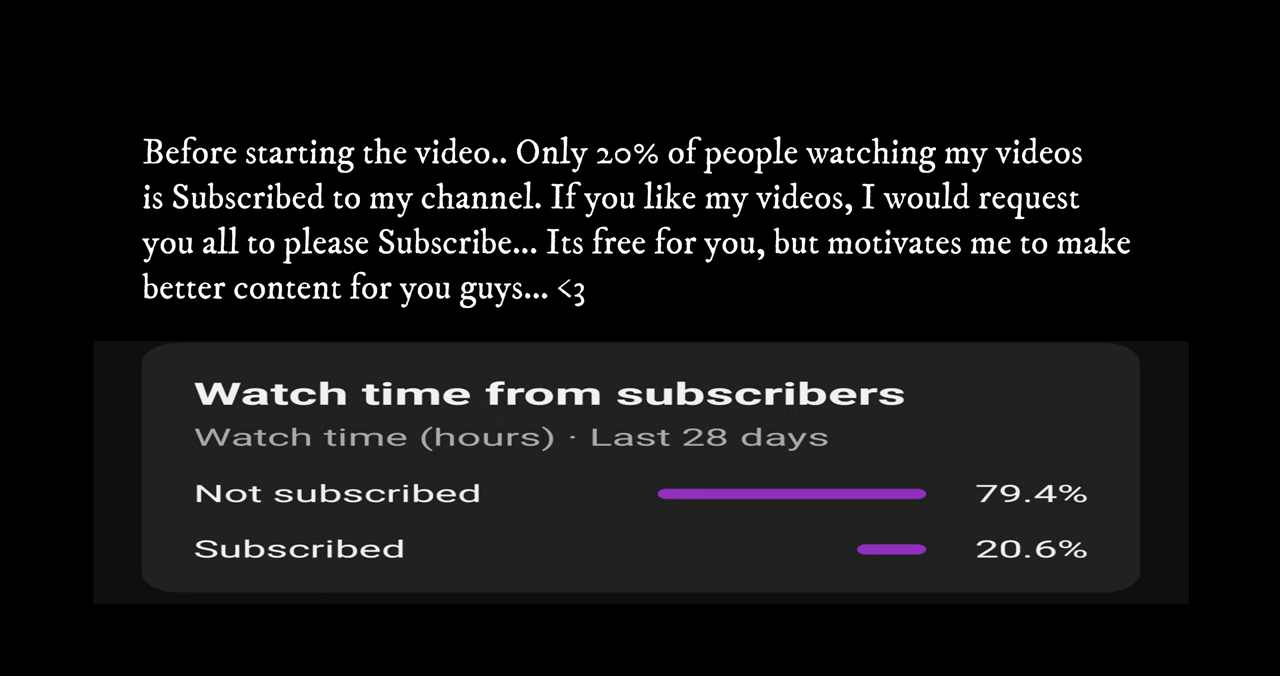 Before starting the video.. Only 20% of people watching my videos
is Subscribed to my channel. If you like my videos, I would request
you all to please Subscribe... Its free for you, but motivates me to make
better content for you guys... <3
Watch time from subscribers
Watch time (hours) · Last 28 days
Not subscribed 79.4%
Subscribed 20.6%